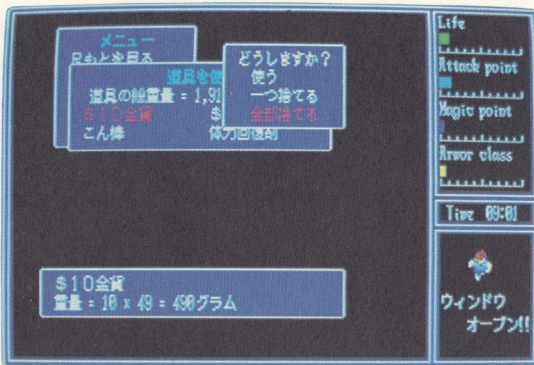 メニュー
足もとを見る
道具を使
道具の総重量 = 1,91
$10金貨 $
こん棒 体力回復剤
どうしますか?
使う
一つ捨てる
全部捨てる
$10金貨
重量 = 10 x 49 = 490グラム
Life
Attack point
Magic point
Armor class
Time 09:01
ウィンドウ
オープン!!